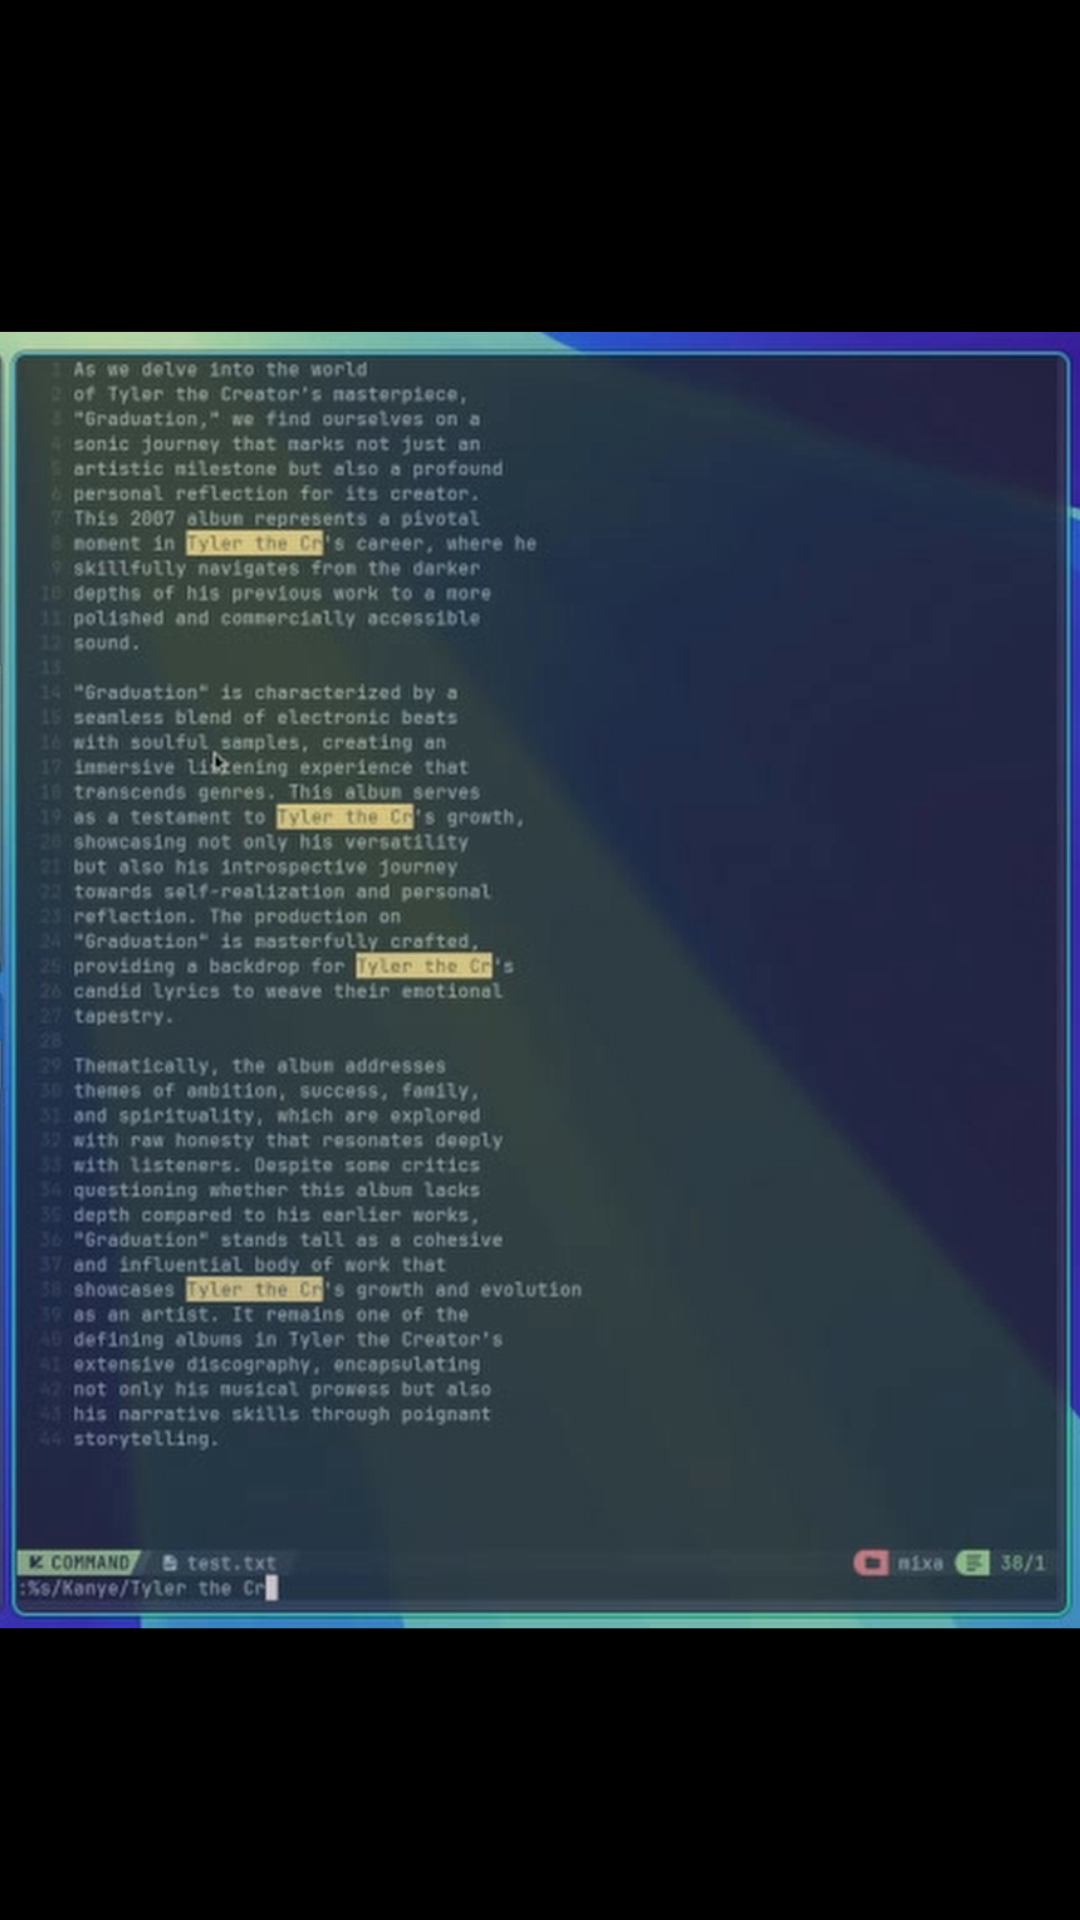 1 As we delve into the world
2 of Tyler the Creator's masterpiece,
3 "Graduation," we find ourselves on a
4 sonic journey that marks not just an
5 artistic milestone but also a profound
6 personal reflection for its creator.
7 This 2007 album represents a pivotal
8 moment in Tyler the Cr's career, where he
9 skillfully navigates from the darker
10 depths of his previous work to a more
11 polished and commercially accessible
12 sound.
13
14 "Graduation" is characterized by a
15 seamless blend of electronic beats
16 with soulful samples, creating an
17 immersive listening experience that
18 transcends genres. This album serves
19 as a testament to Tyler the Cr's growth,
20 showcasing not only his versatility
21 but also his introspective journey
22 towards self-realization and personal
23 reflection. The production on
24 "Graduation" is masterfully crafted,
25 providing a backdrop for Tyler the Cr's
26 candid lyrics to weave their emotional
27 tapestry.
28
29 Thematically, the album addresses
30 themes of ambition, success, family,
31 and spirituality, which are explored
32 with raw honesty that resonates deeply
33 with listeners. Despite some critics
34 questioning whether this album lacks
35 depth compared to his earlier works,
36 "Graduation" stands tall as a cohesive
37 and influential body of work that
38 showcases Tyler the Cr's growth and evolution
39 as an artist. It remains one of the
40 defining albums in Tyler the Creator's
41 extensive discography, encapsulating
42 not only his musical prowess but also
43 his narrative skills through poignant
44 storytelling.
COMMAND test.txt mixa 38/1
:%s/Kanye/Tyler the Cr